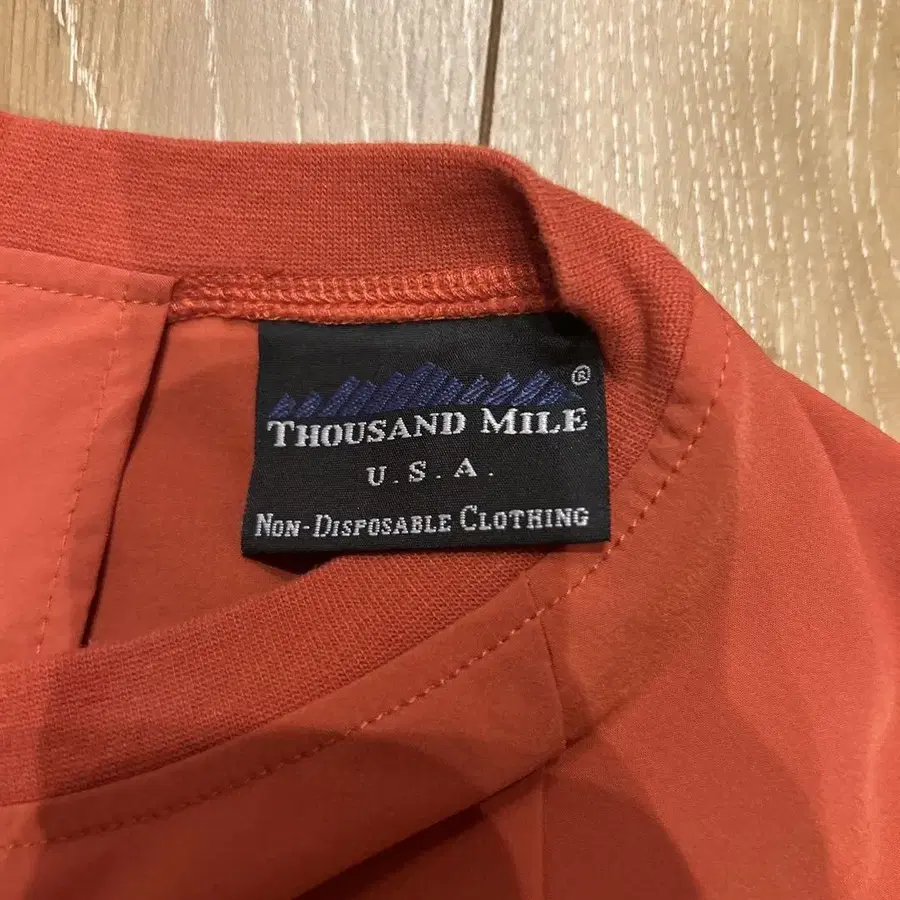 ®
THOUSAND MILE
U.S.A.
NON-DISPOSABLE CLOTHING